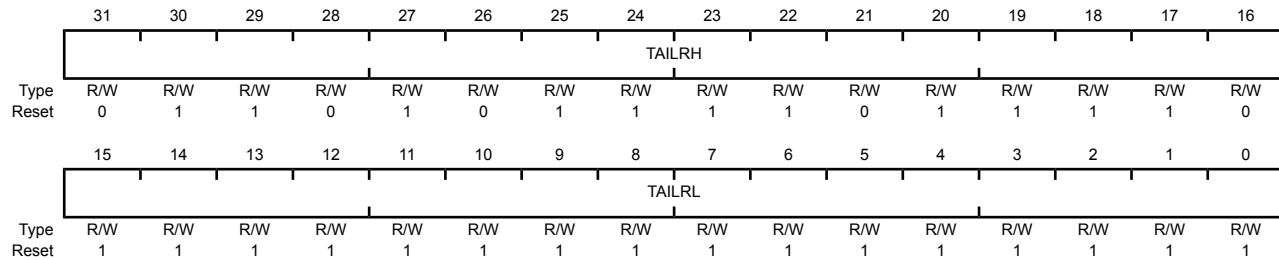 31 30 29 28 27 26 25 24 23 22 21 20 19 18 17 16
TAILRH
Type R/W R/W R/W R/W R/W R/W R/W R/W R/W R/W R/W R/W R/W R/W R/W R/W
Reset 0 1 1 0 1 0 1 1 1 1 0 1 1 1 1 0
15 14 13 12 11 10 9 8 7 6 5 4 3 2 1 0
TAILRL
Type R/W R/W R/W R/W R/W R/W R/W R/W R/W R/W R/W R/W R/W R/W R/W R/W
Reset 1 1 1 1 1 1 1 1 1 1 1 1 1 1 1 1